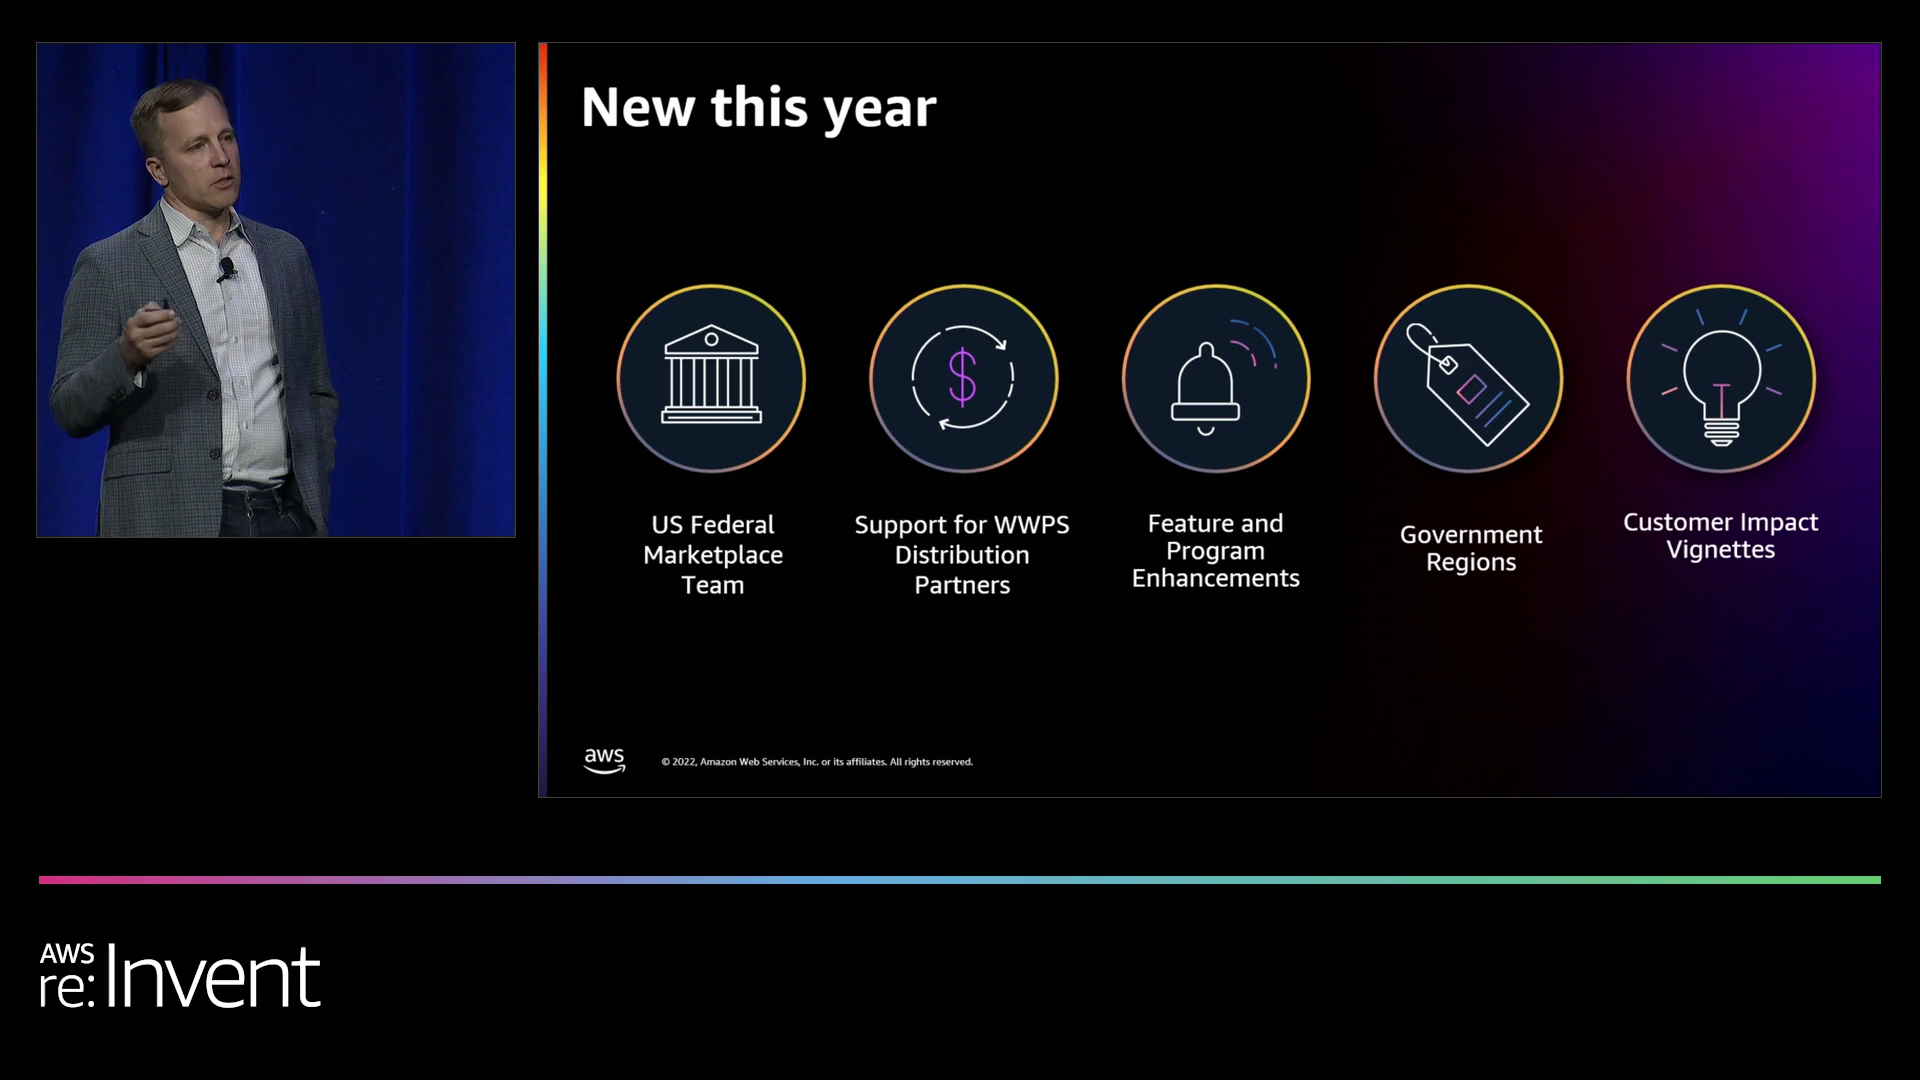 New this year
US Federal
Marketplace
Team
Support for WWPS
Distribution
Partners
Feature and
Program
Enhancements
Government
Regions
Customer Impact
Vignettes
aws
© 2022, Amazon Web Services, Inc. or its affiliates. All rights reserved.
AWS
re:Invent